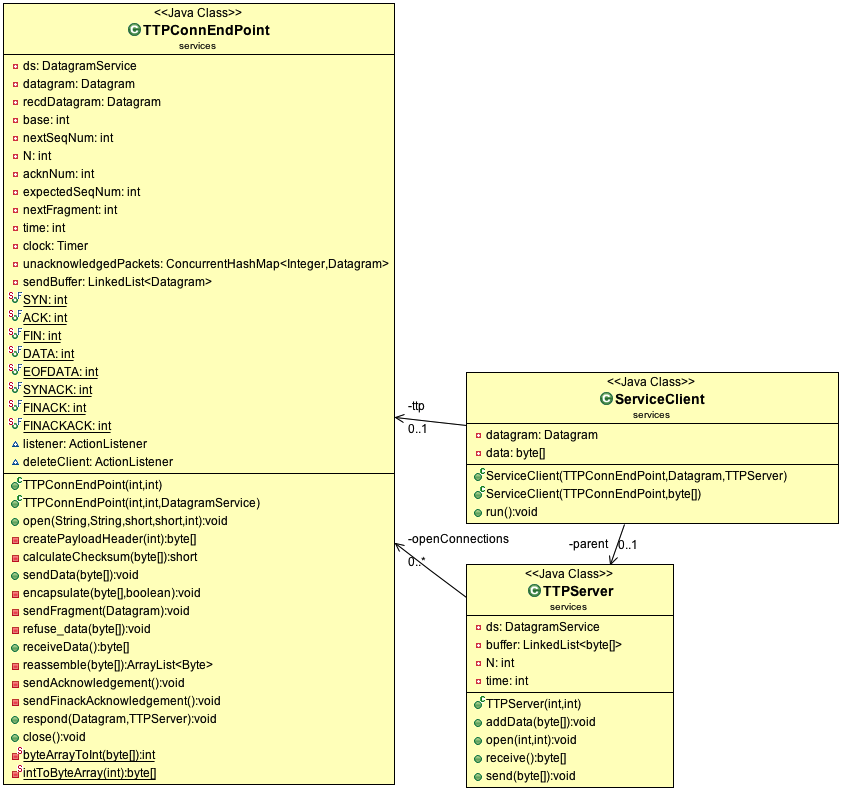 <<Java Class>>
TTPConnEndPoint
services
ds: DatagramService
datagram: Datagram
recdDatagram: Datagram
base: int
nextSeqNum: int
N: int
acknNum: int
expectedSeqNum: int
nextFragment: int
time: int
clock: Timer
unacknowledgedPackets: ConcurrentHashMap<Integer,Datagram>
sendBuffer: LinkedList<Datagram>
SYN: int
ACK: int
FIN: int
DATA: int
EOFDATA: int
SYNACK: int
FINACK: int
FINACKACK: int
listener: ActionListener
deleteClient: ActionListener
TTPConnEndPoint(int,int)
TTPConnEndPoint(int,int,DatagramService)
open(String,String,short,short,int):void
createPayloadHeader(int):byte[]
calculateChecksum(byte[]):short
sendData(byte[]):void
encapsulate(byte[],boolean):void
sendFragment(Datagram):void
refuse_data(byte[]):void
receiveData():byte[]
reassemble(byte[]):ArrayList<Byte>
sendAcknowledgement():void
sendFinackAcknowledgement():void
respond(Datagram,TTPServer):void
close():void
byteArrayToInt(byte[]):int
intToByteArray(int):byte[]
-ttp
0..1
<<Java Class>>
ServiceClient
services
datagram: Datagram
data: byte[]
ServiceClient(TTPConnEndPoint,Datagram,TTPServer)
ServiceClient(TTPConnEndPoint,byte[])
run():void
-openConnections
0..*
-parent
0..1
<<Java Class>>
TTPServer
services
ds: DatagramService
buffer: LinkedList<byte[]>
N: int
time: int
TTPServer(int,int)
addData(byte[]):void
open(int,int):void
receive():byte[]
send(byte[]):void